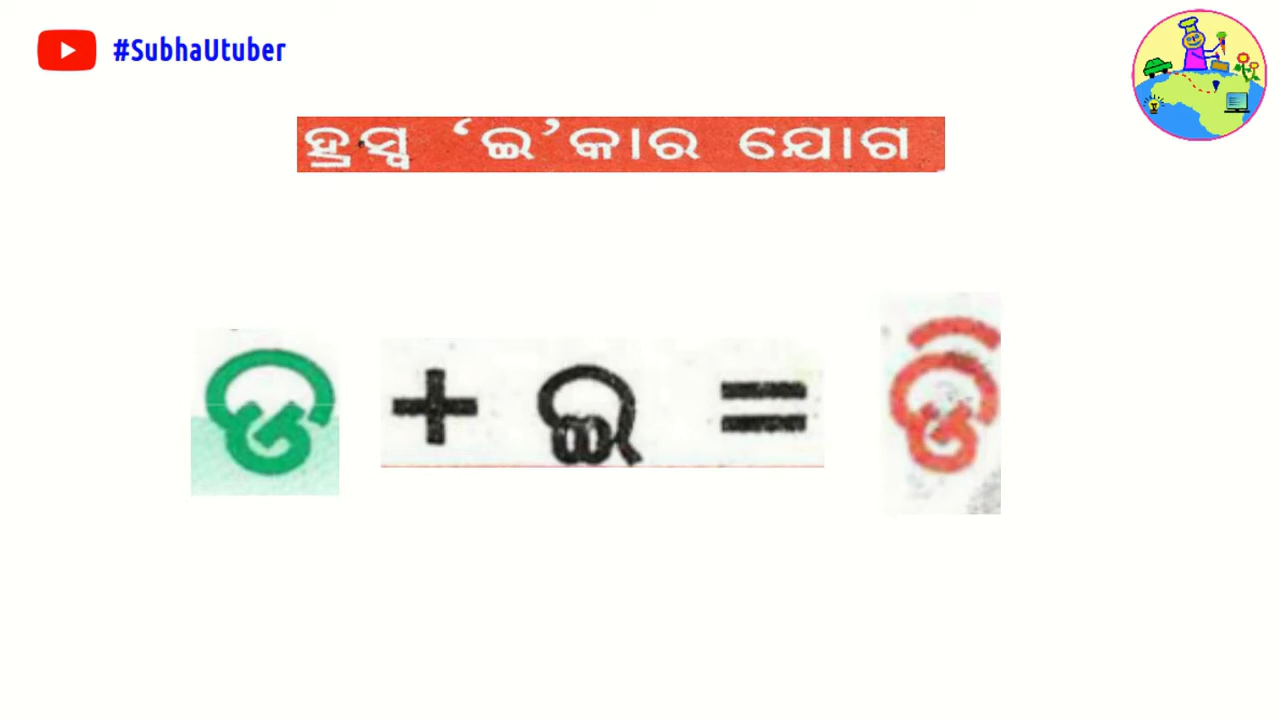 #SubhaUtuber
ହ୍ରସ୍ୱ ‘ଇ’କାର ଯୋଗ
ତ + ଇ = ତି